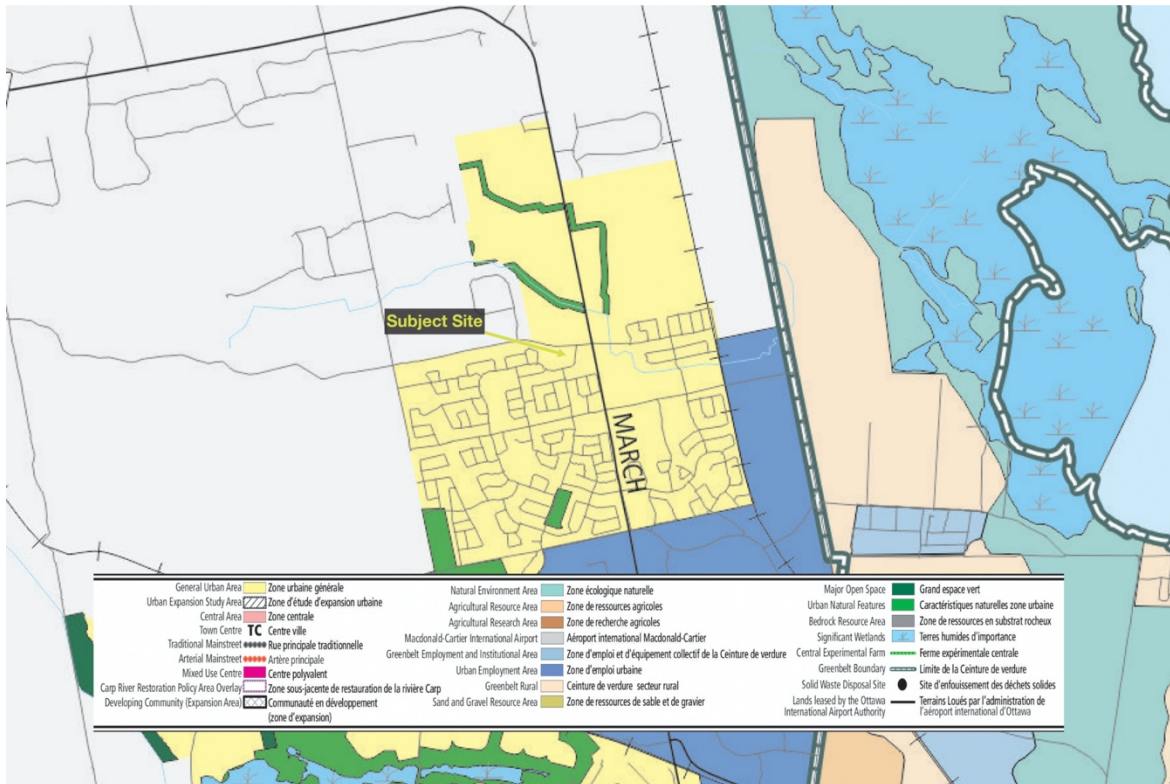 Subject Site
MARCH
General Urban Area Zone urbaine générale
Urban Expansion Study Area Zone d'étude d'expansion urbaine
Central Area Zone centrale
Town Centre TC Centre ville
Traditional Mainstreet Rue principale traditionnelle
Arterial Mainstreet Artère principale
Mixed Use Centre Centre polyvalent
Carp River Restoration Policy Area Overlay Zone sous-jacente de restauration de la rivière Carp
Developing Community (Expansion Area) Communauté en développement
(zone d'expansion)
Natural Environment Area Zone écologique naturelle
Agricultural Resource Area Zone de ressources agricoles
Agricultural Research Area Zone de recherche agricoles
Macdonald-Cartier International Airport Aéroport international Macdonald-Cartier
Greenbelt Employment and Institutional Area Zone d'emploi et d'équipement collectif de la Ceinture de verdure
Urban Employment Area Zone d'emploi urbaine
Greenbelt Rural Ceinture de verdure secteur rural
Sand and Gravel Resource Area Zone de ressources de sable et de gravier
Major Open Space Grand espace vert
Urban Natural Features Caractéristiques naturelles zone urbaine
Bedrock Resource Area Zone de ressources en substrat rocheux
Significant Wetlands Terres humides d'importance
Central Experimental Farm Ferme expérimentale centrale
Greenbelt Boundary Limite de la Ceinture de verdure
Solid Waste Disposal Site Site d'enfouissement des déchets solides
Lands leased by the Ottawa Terrains Loués par l'administration de
International Airport Authority l'aéroport international d'Ottawa